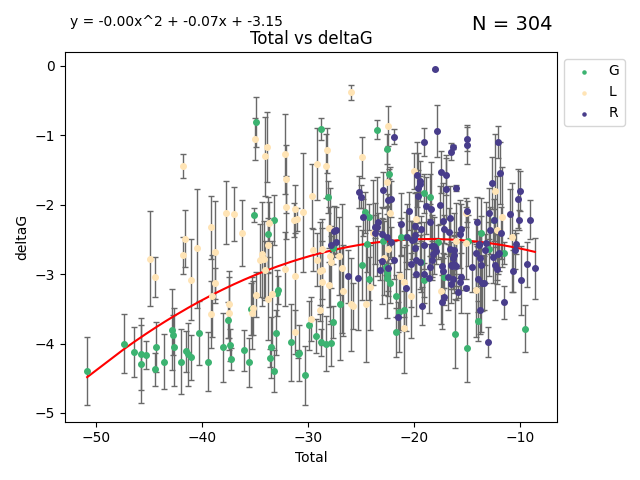 y = -0.00x^2 + -0.07x + -3.15
N = 304
Total vs deltaG
0
−1
−2
−3
−4
−5
deltaG
−50 −40 −30 −20 −10
Total
G
L
R